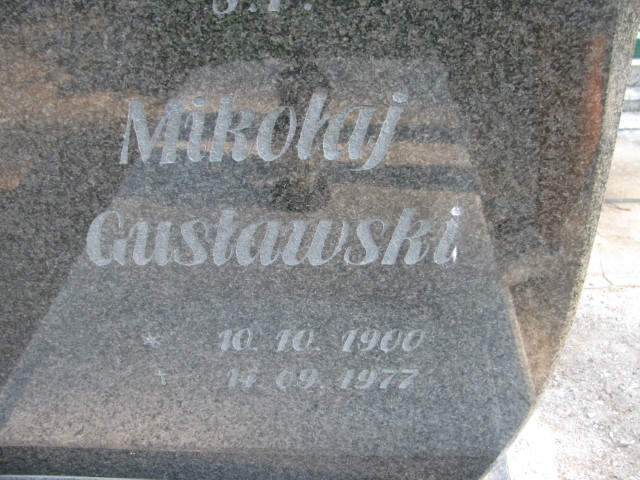 Ś.P.
Mikołaj
Gustawski
* 10. 10. 1900
† 14. 09. 1977